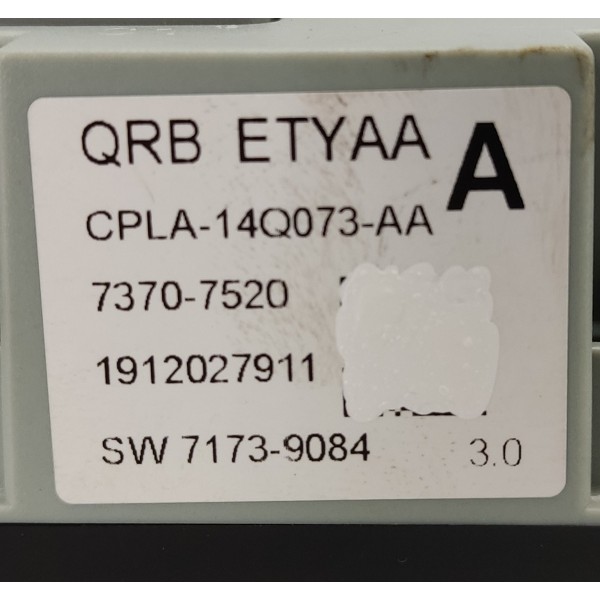 QRB ETYAA A
CPLA-14Q073-AA
7370-7520
1912027911
SW 7173-9084 3.0